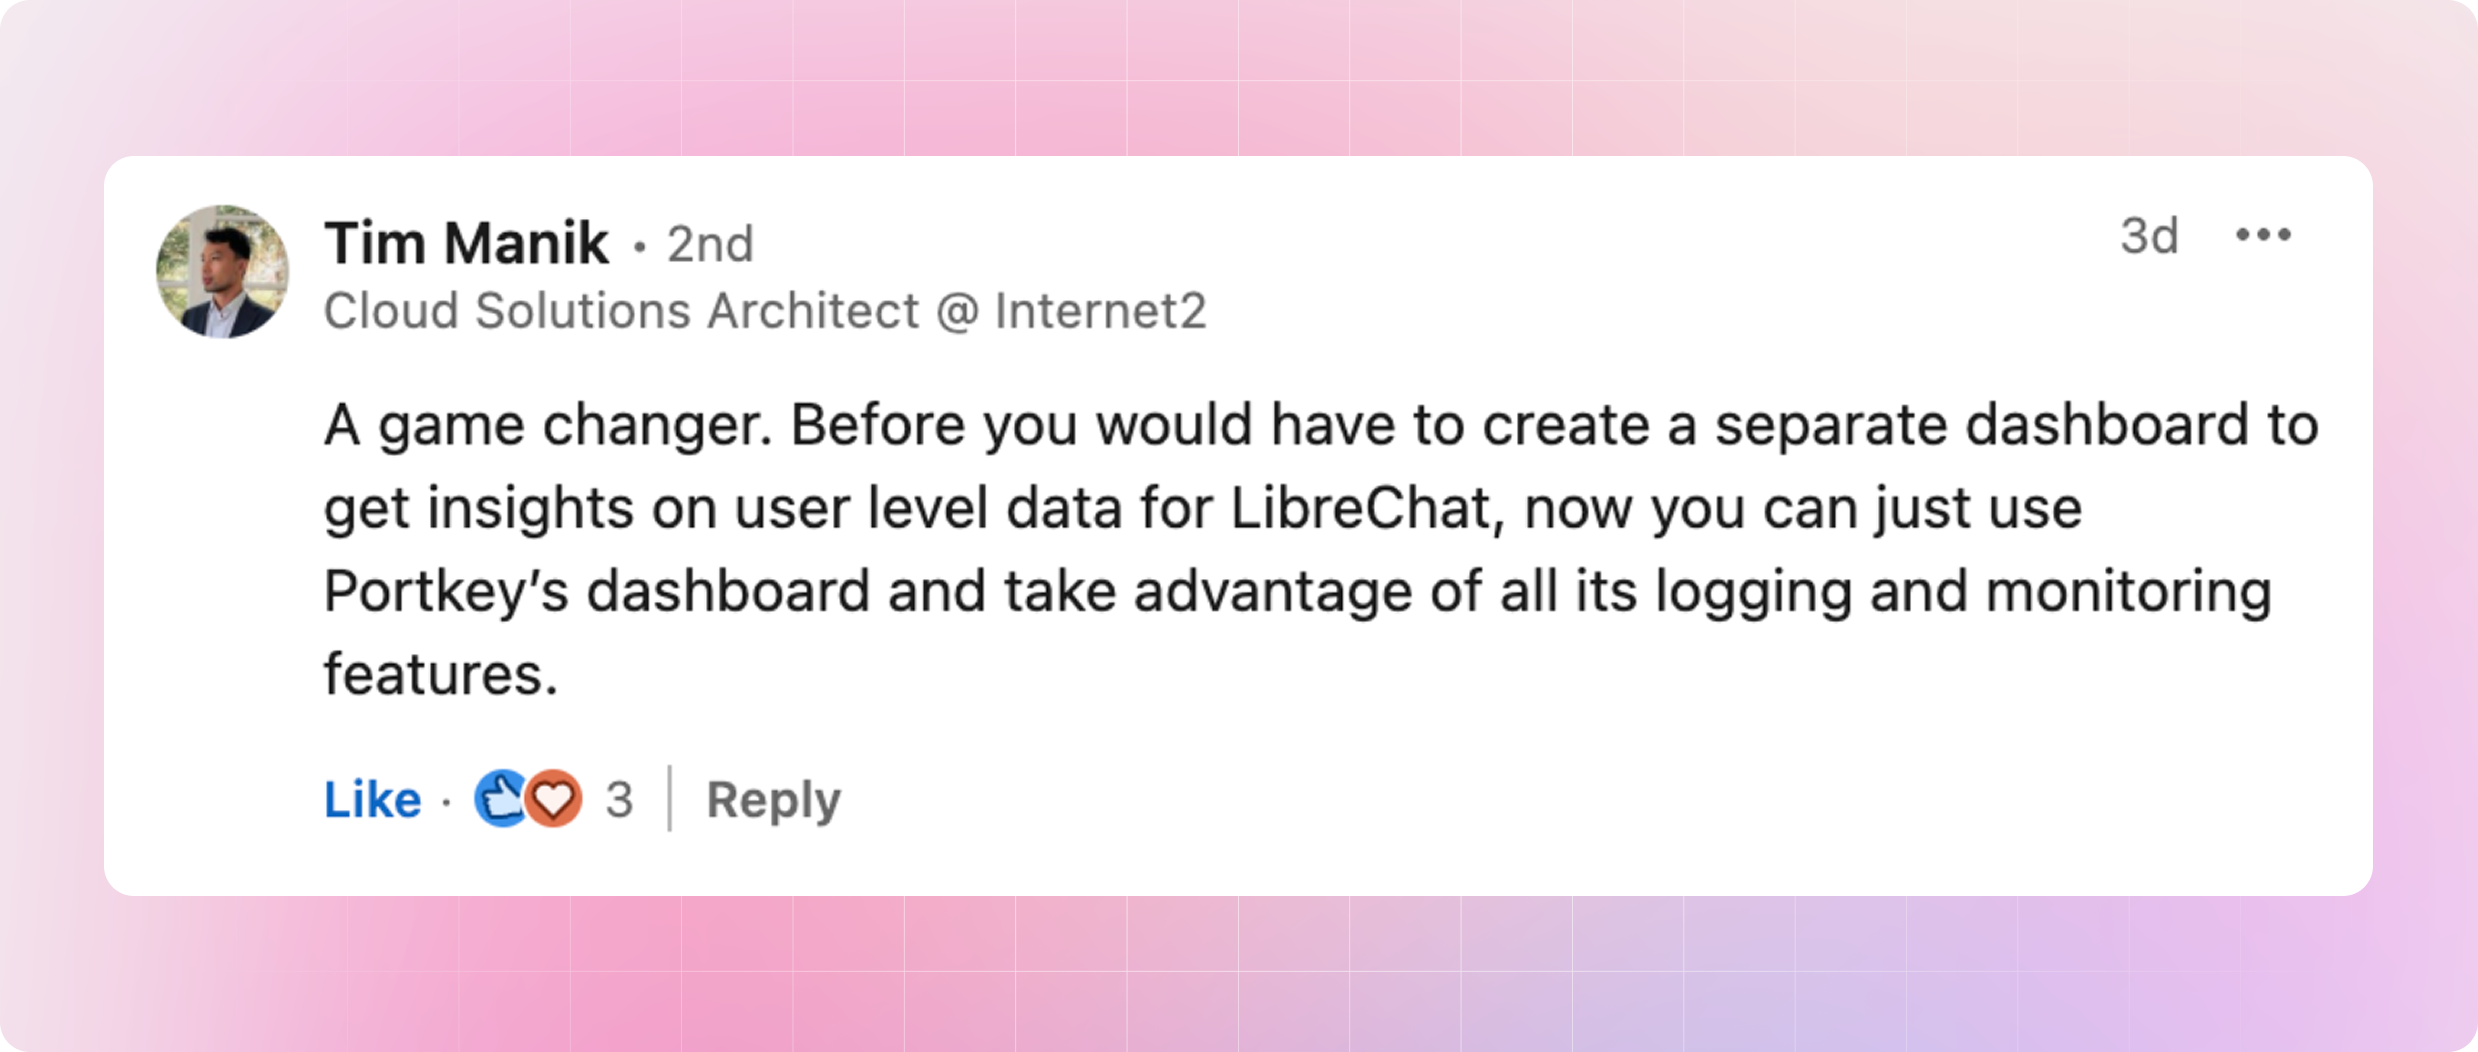 Tim Manik • 2nd
3d •••
Cloud Solutions Architect @ Internet2
A game changer. Before you would have to create a separate dashboard to
get insights on user level data for LibreChat, now you can just use
Portkey’s dashboard and take advantage of all its logging and monitoring
features.
Like · 3 | Reply